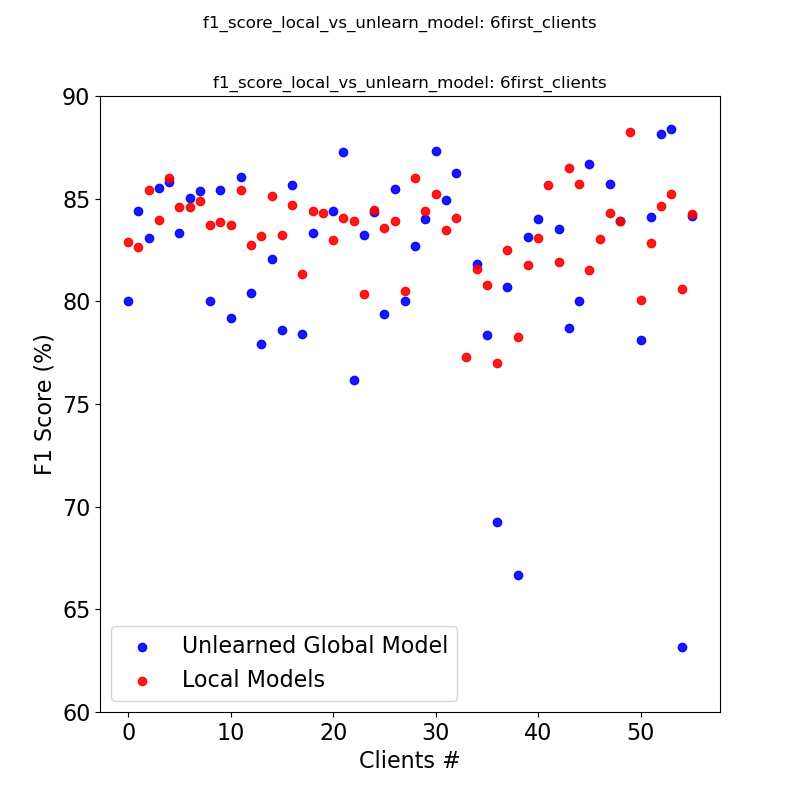 f1_score_local_vs_unlearn_model: 6first_clients
f1_score_local_vs_unlearn_model: 6first_clients
90
85
80
75
70
65
60
F1 Score (%)
Unlearned Global Model
Local Models
0 10 20 30 40 50
Clients #